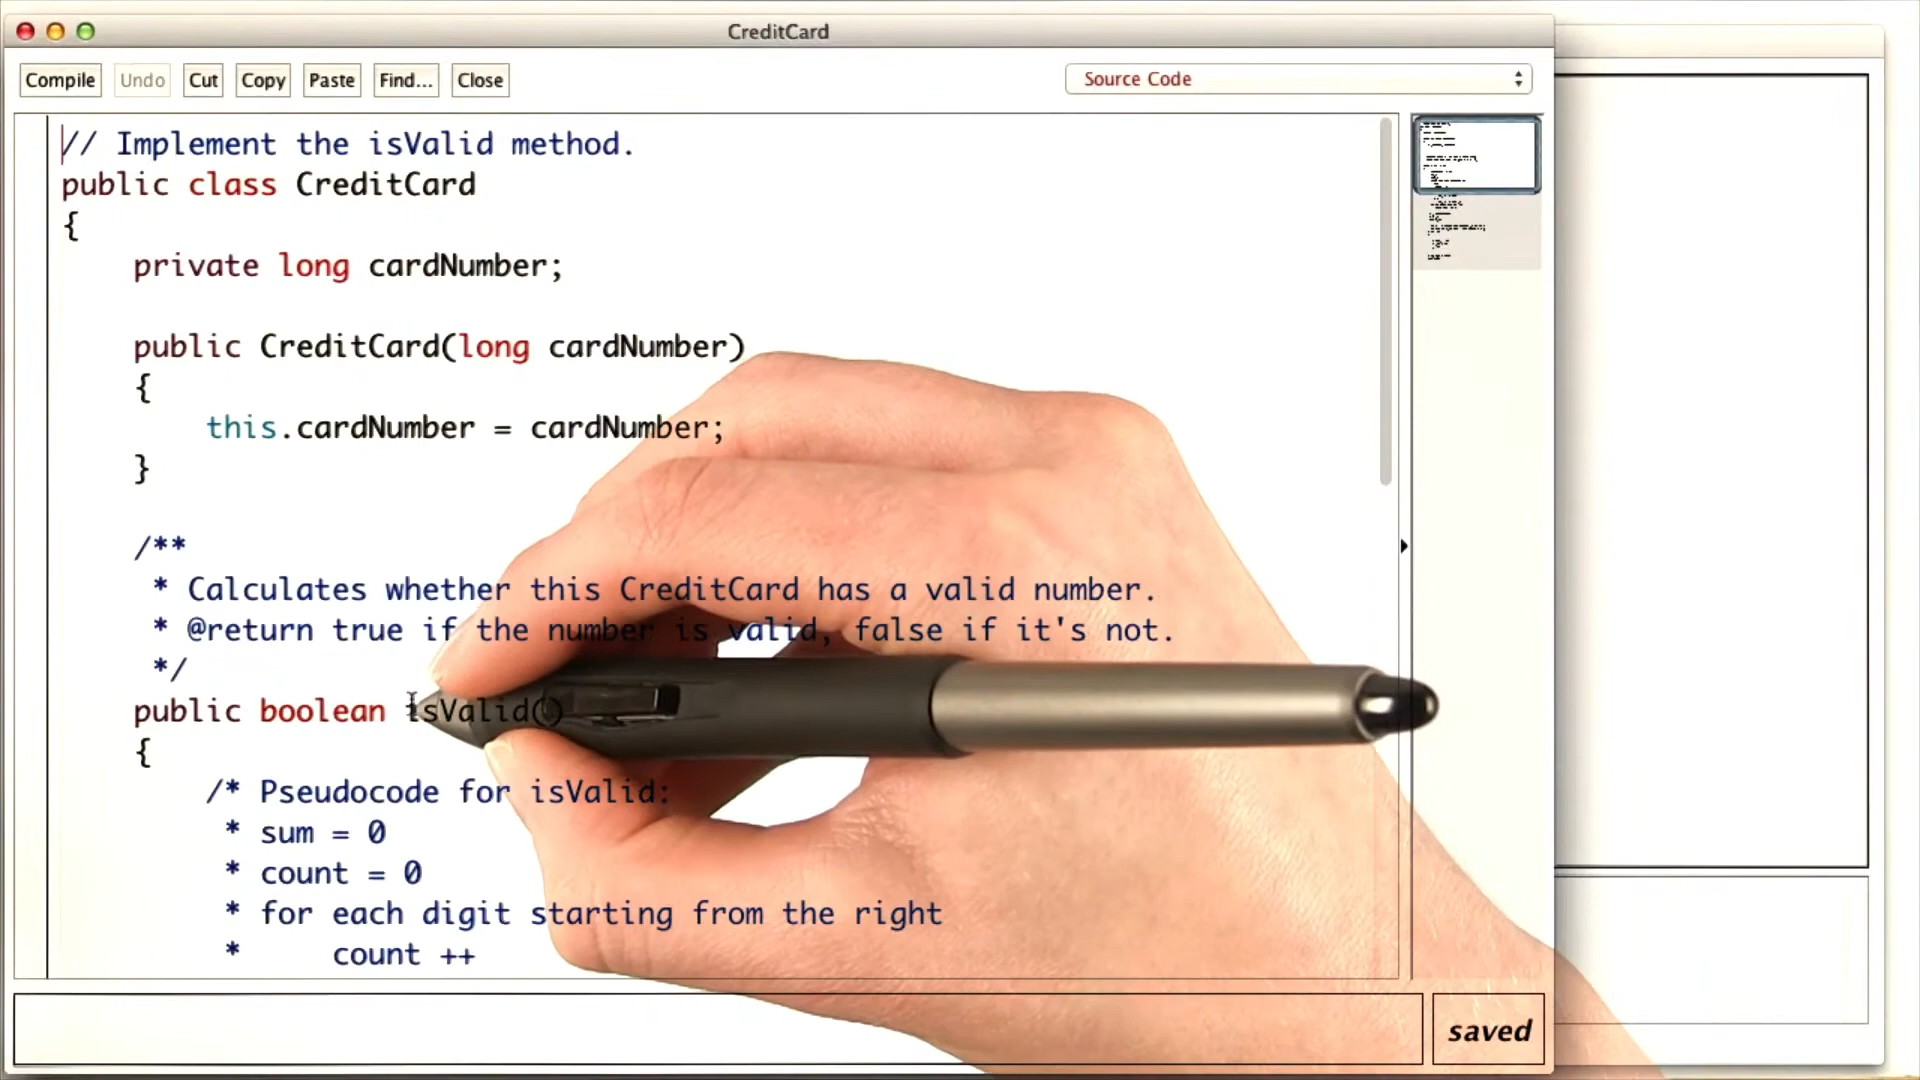 CreditCard
Compile Undo Cut Copy Paste Find... Close Source Code
// Implement the isValid method.
public class CreditCard
{
private long cardNumber;
public CreditCard(long cardNumber)
{
this.cardNumber = cardNumber;
}
/**
* Calculates whether this CreditCard has a valid number.
* @return true if the number is valid, false if it's not.
*/
public boolean isValid()
{
/* Pseudocode for isValid:
* sum = 0
* count = 0
* for each digit starting from the right
* count ++
saved